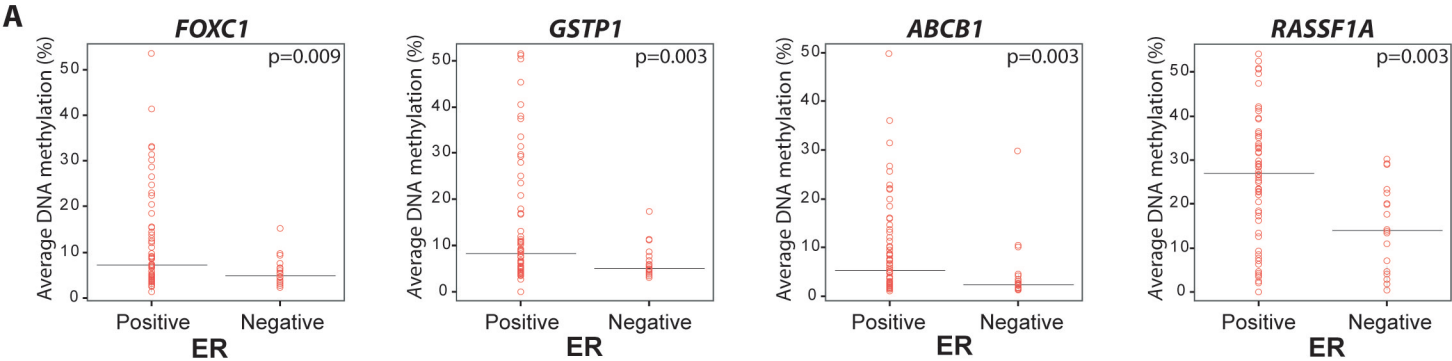 A
FOXC1
GSTP1
ABCB1
RASSF1A
p=0.009
p=0.003
p=0.003
p=0.003
Average DNA methylation (%)
50
40
30
20
10
0
Positive
Negative
ER
Average DNA methylation (%)
50
40
30
20
10
0
Positive
Negative
ER
Average DNA methylation (%)
50
40
30
20
10
0
Positive
Negative
ER
Average DNA methylation (%)
50
40
30
20
10
0
Positive
Negative
ER